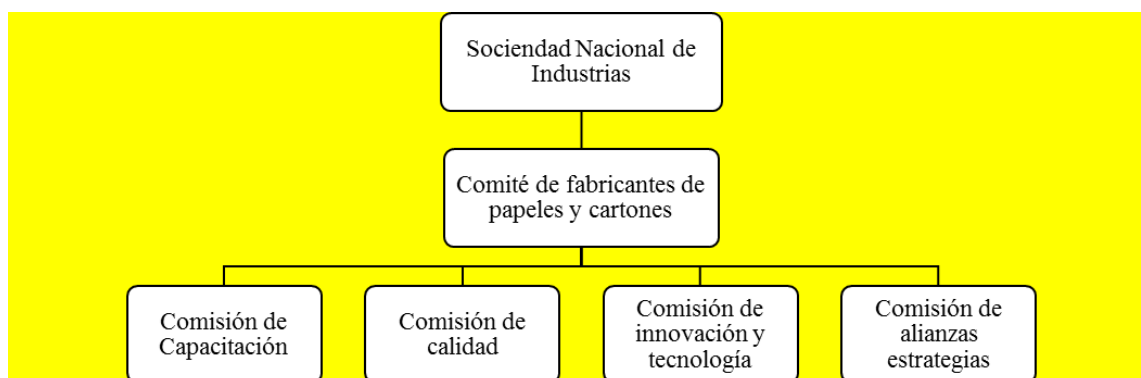 Sociendad Nacional de
Industrias
Comité de fabricantes de
papeles y cartones
Comisión de
Capacitación
Comisión de
calidad
Comisión de
innovación y
tecnología
Comisión de
alianzas
estrategias